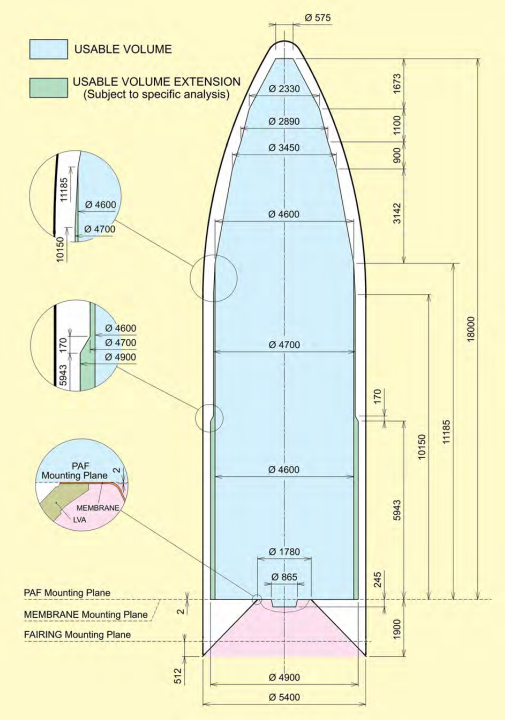 Ø 575
USABLE VOLUME
USABLE VOLUME EXTENSION
(Subject to specific analysis)
1673
Ø 2330
1100
Ø 2890
900
Ø 3450
3142
11185
Ø 4600
Ø 4700
10150
Ø 4600
18000
Ø 4600
170
Ø 4700
Ø 4900
5943
Ø 4700
170
10150
11185
PAF
Mounting Plane
2
MEMBRANE
LVA
Ø 4600
5943
Ø 1780
Ø 865
245
PAF Mounting Plane
2
MEMBRANE Mounting Plane
1900
FAIRING Mounting Plane
512
Ø 4900
Ø 5400